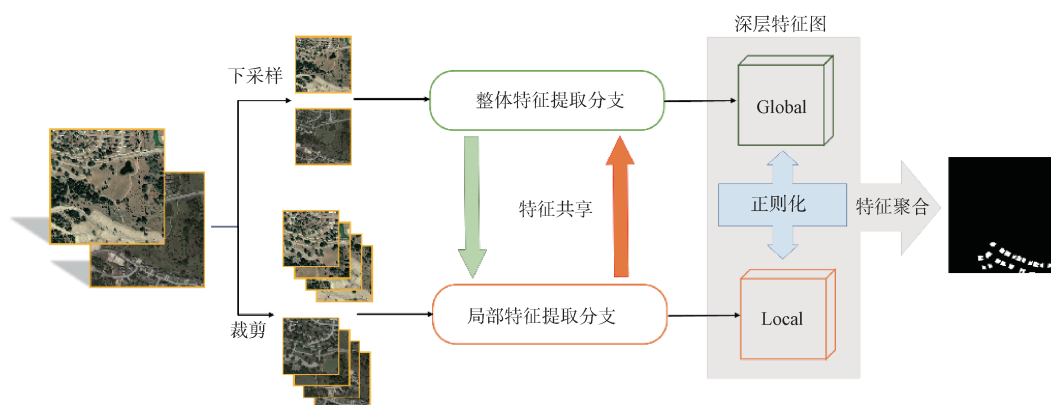 深层特征图
下采样
整体特征提取分支
Global
特征共享
正则化
特征聚合
裁剪
局部特征提取分支
Local